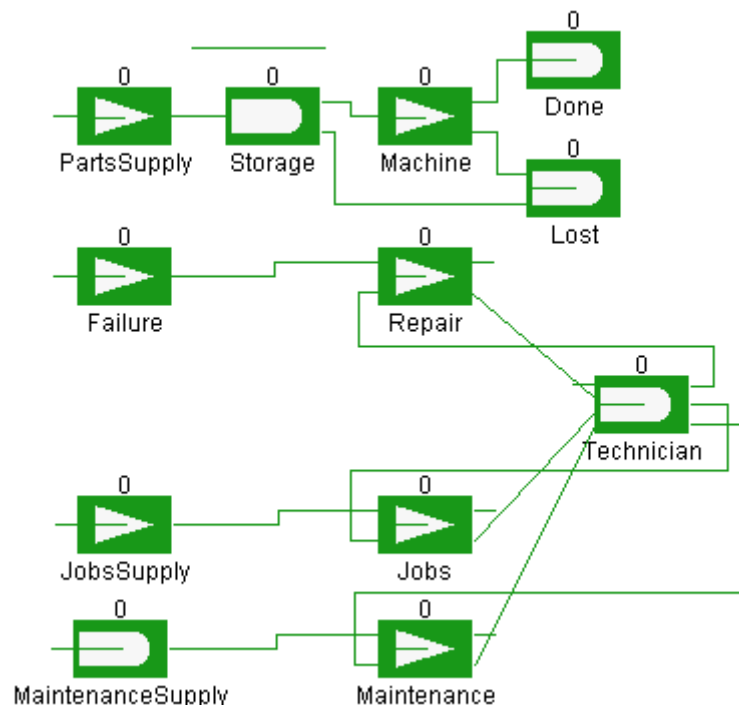 0
Done
0 0 0
PartsSupply Storage Machine
0
Lost
0 0
Failure Repair
0
Technician
0 0
JobsSupply Jobs
0 0
MaintenanceSupply Maintenance